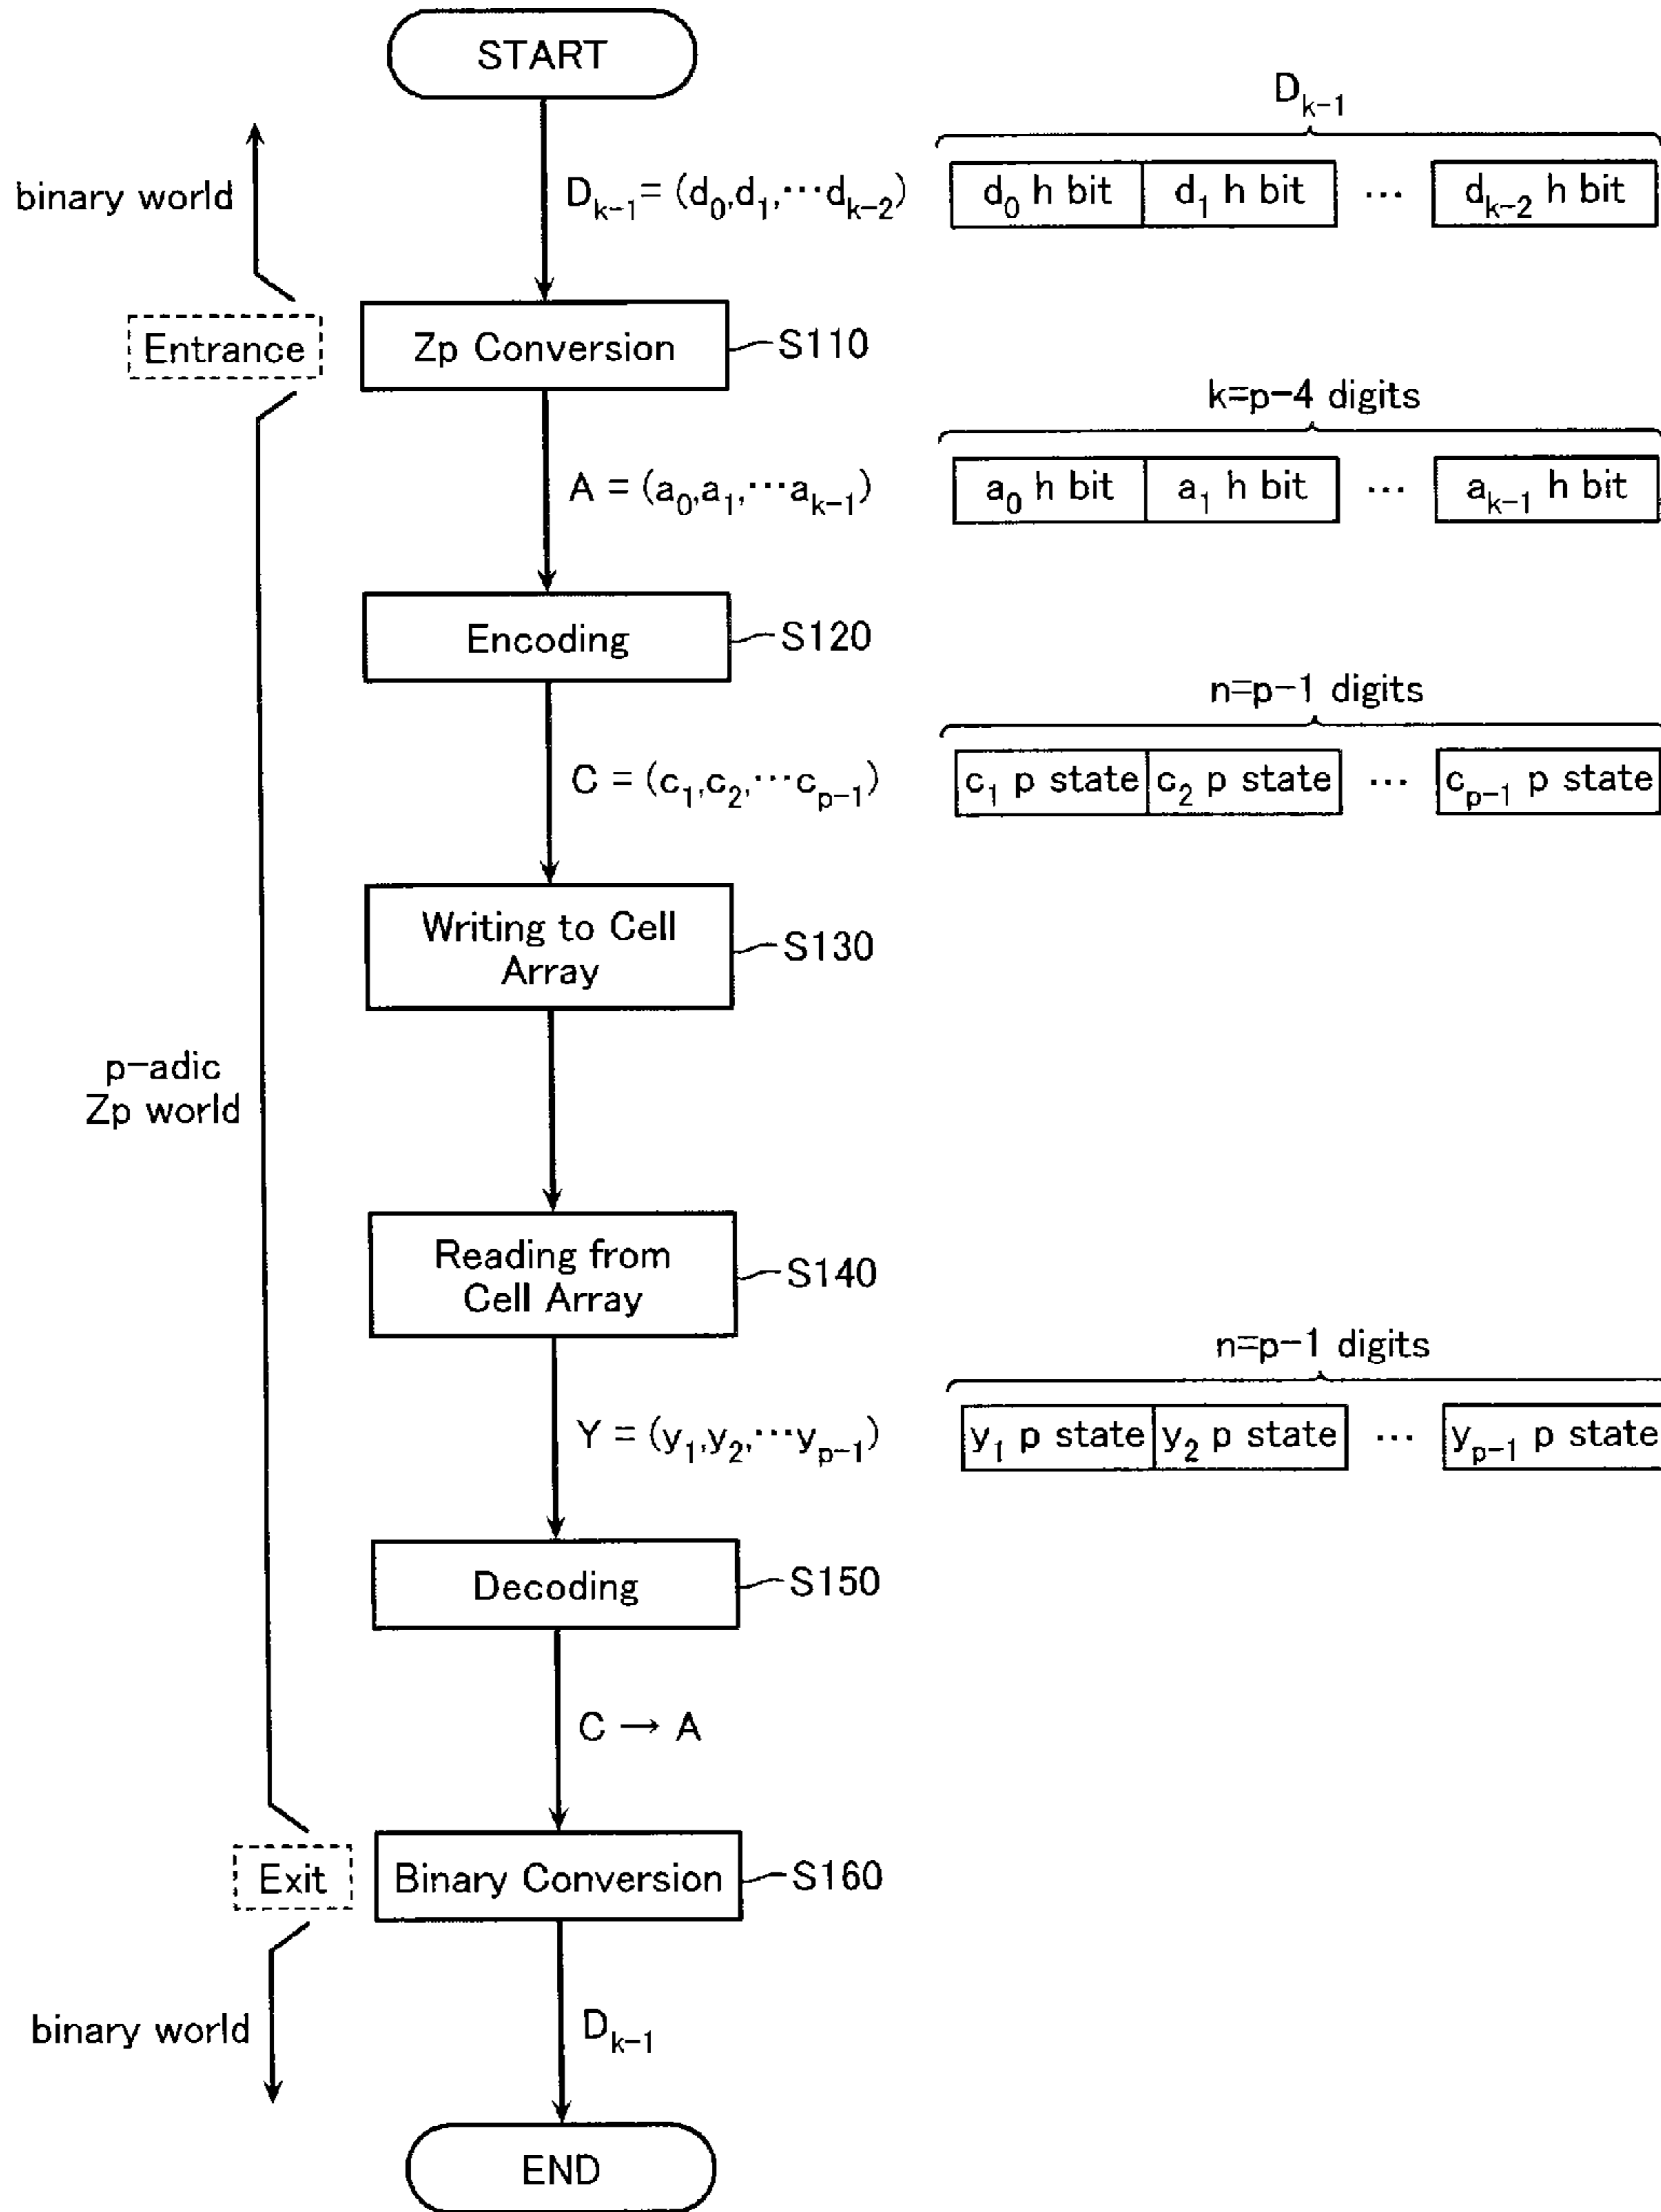 START
D_{k-1}
binary world
D_{k-1} = (d_0,d_1,⋯d_{k-2})
d_0 h bit d_1 h bit ⋯ d_{k-2} h bit
Entrance
Zp Conversion
S110
k=p-4 digits
A = (a_0,a_1,⋯a_{k-1})
a_0 h bit a_1 h bit ⋯ a_{k-1} h bit
Encoding
S120
n=p-1 digits
C = (c_1,c_2,⋯c_{p-1})
c_1 p state c_2 p state ⋯ c_{p-1} p state
Writing to Cell
Array
S130
p-adic
Zp world
Reading from
Cell Array
S140
n=p-1 digits
Y = (y_1,y_2,⋯y_{p-1})
y_1 p state y_2 p state ⋯ y_{p-1} p state
Decoding
S150
C → A
Exit
Binary Conversion
S160
binary world
D_{k-1}
END